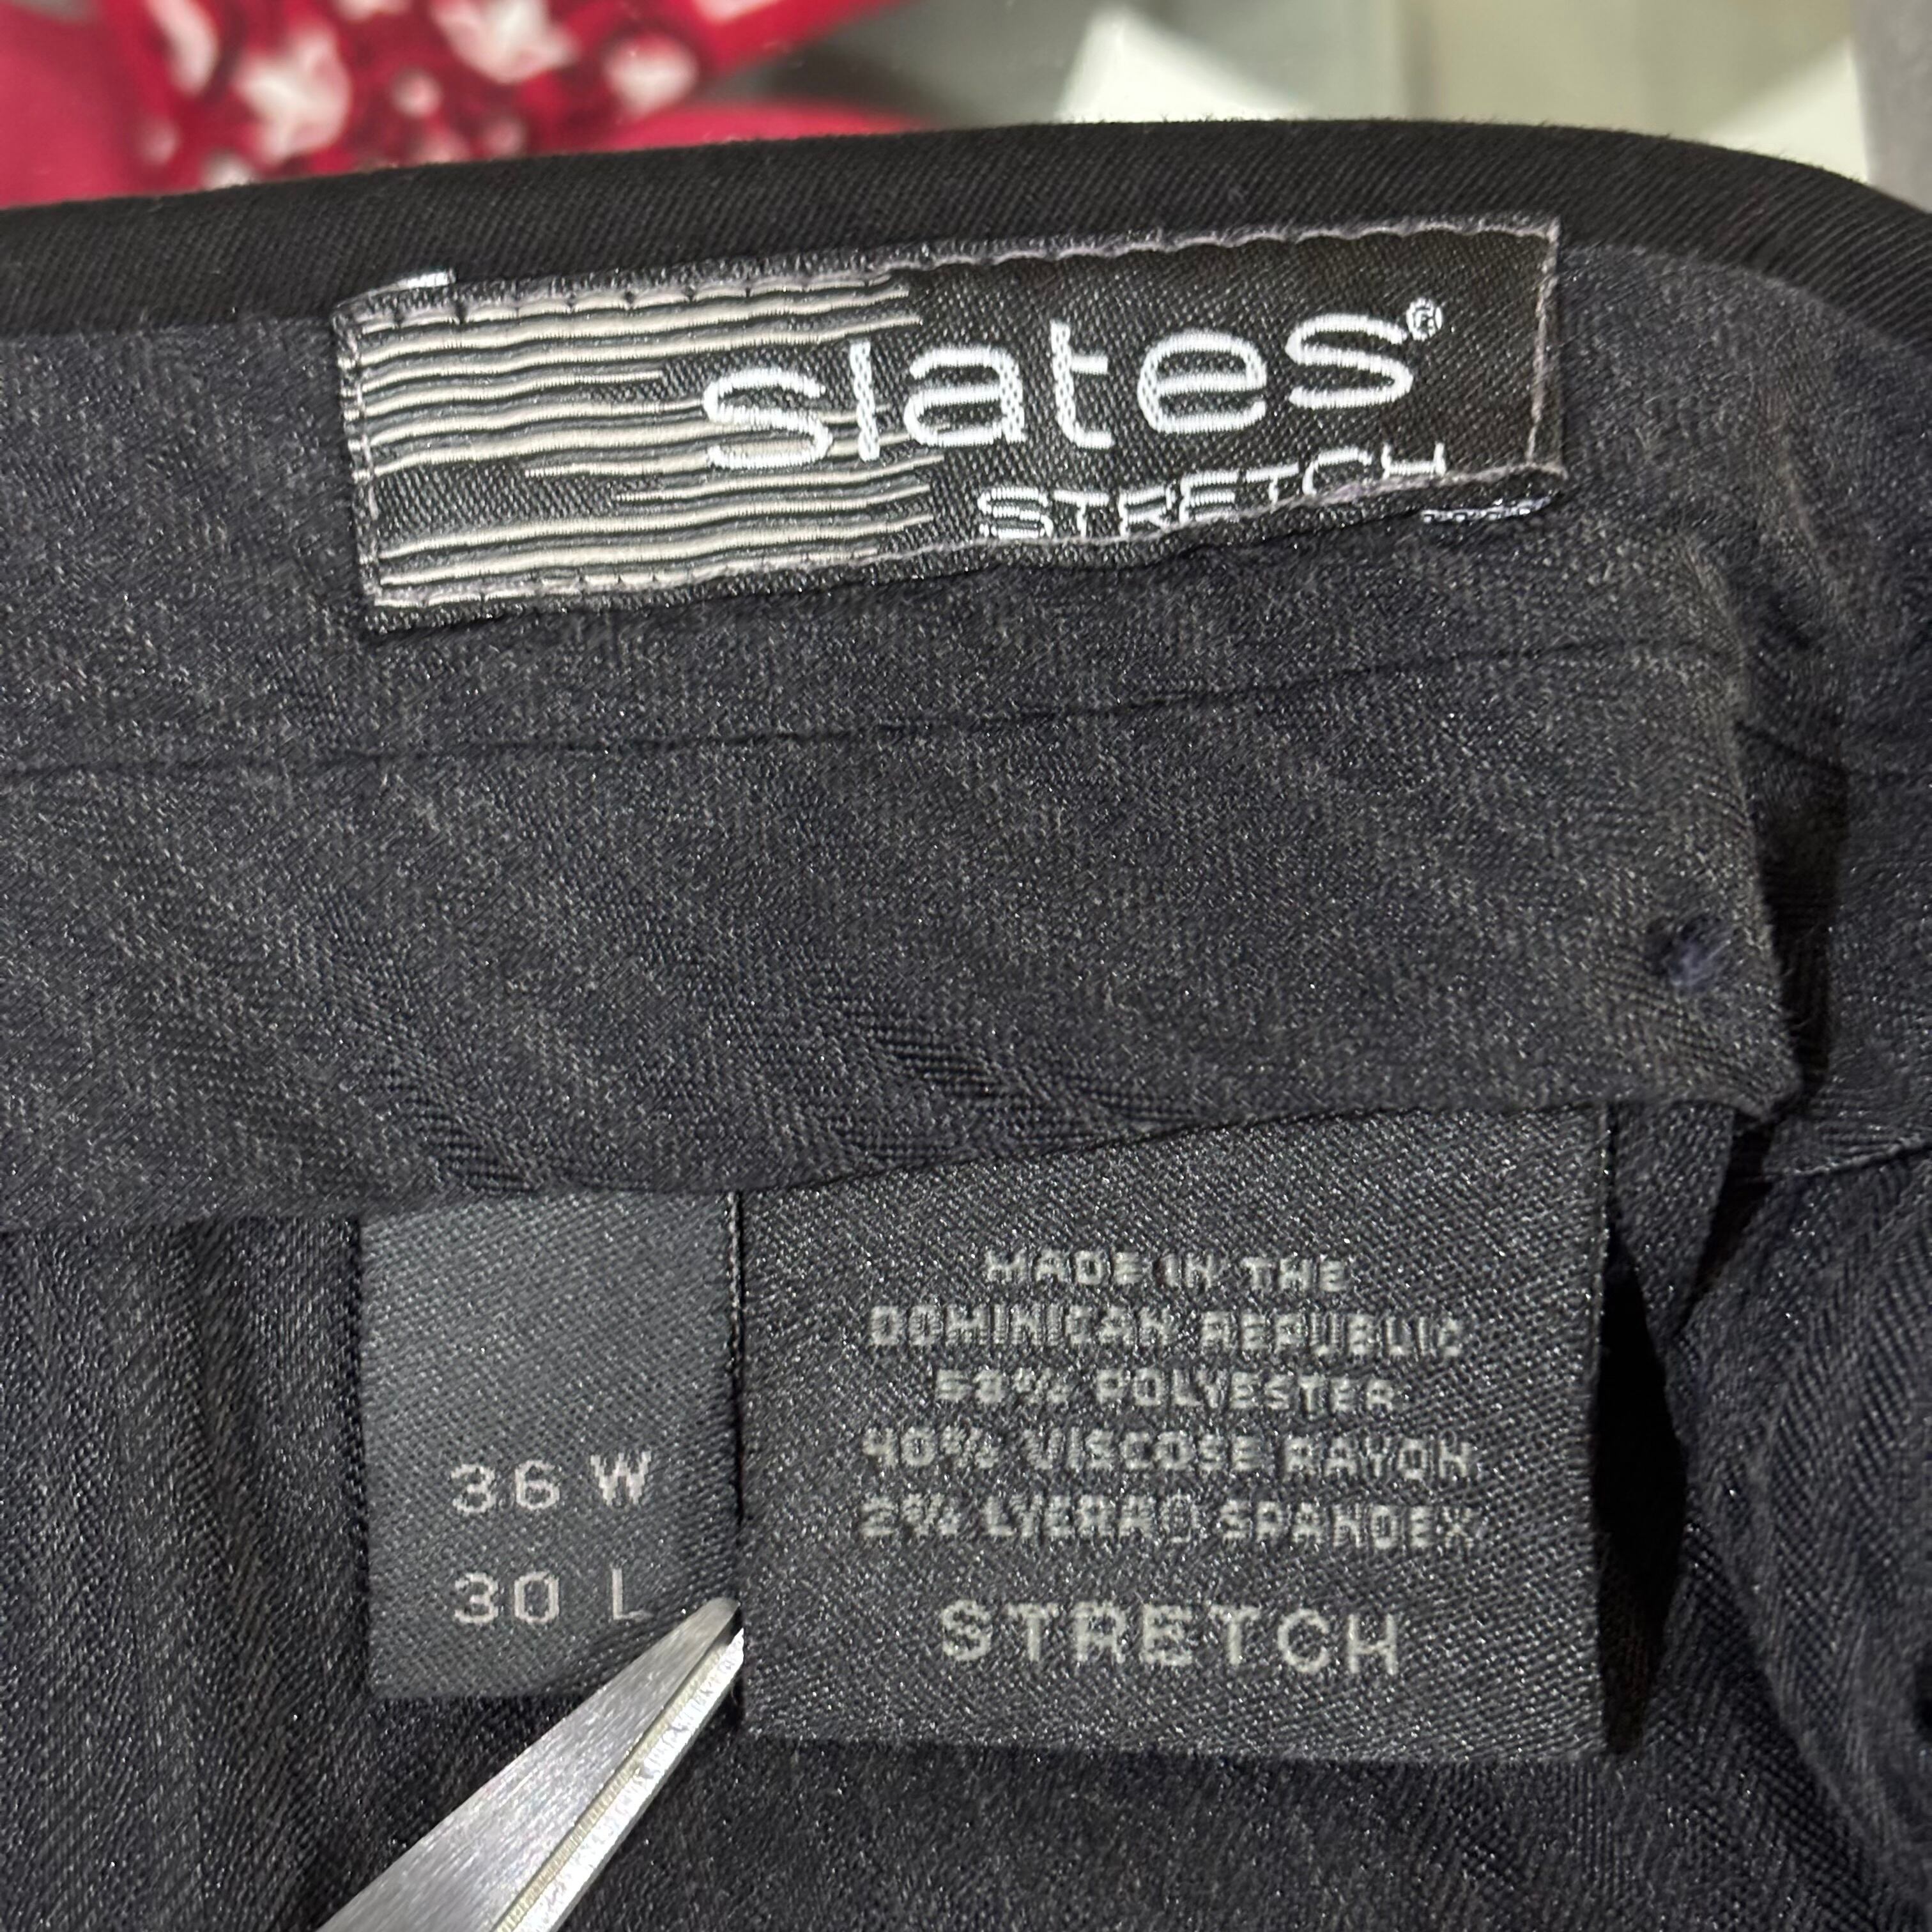 slates®
STRETCH
36 W
30 L
MADE IN THE
DOMINICAN REPUBLIC
58% POLYESTER
40% VISCOSE RAYON
2% LYCRA® SPANDEX
STRETCH